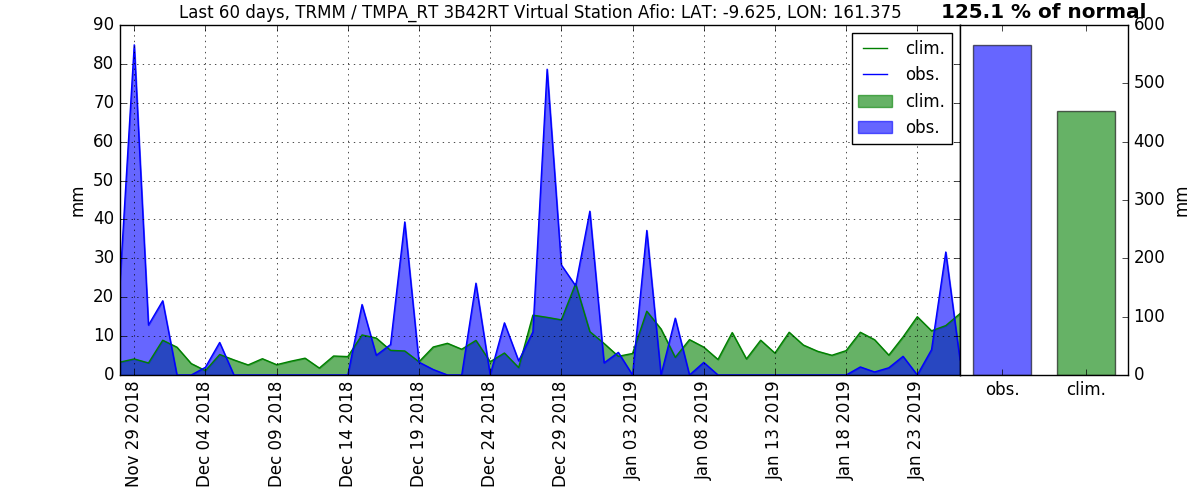 Last 60 days, TRMM / TMPA_RT 3B42RT Virtual Station Afio: LAT: -9.625, LON: 161.375
125.1 % of normal
90
80
70
60
50
40
30
20
10
0
mm
clim.
obs.
clim.
obs.
600
500
400
300
200
100
0
mm
obs.
clim.
Nov 29 2018
Dec 04 2018
Dec 09 2018
Dec 14 2018
Dec 19 2018
Dec 24 2018
Dec 29 2018
Jan 03 2019
Jan 08 2019
Jan 13 2019
Jan 18 2019
Jan 23 2019